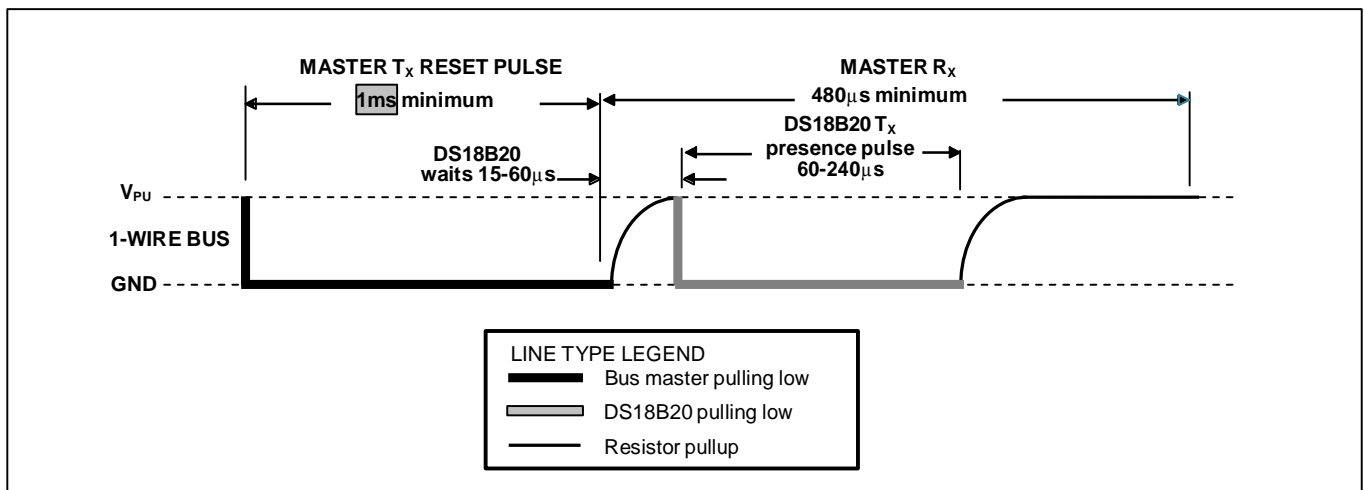 MASTER TX RESET PULSE
1ms minimum
MASTER RX
480μs minimum
DS18B20
waits 15-60μs
DS18B20 TX
presence pulse
60-240μs
VPU
1-WIRE BUS
GND
LINE TYPE LEGEND
Bus master pulling low
DS18B20 pulling low
Resistor pullup